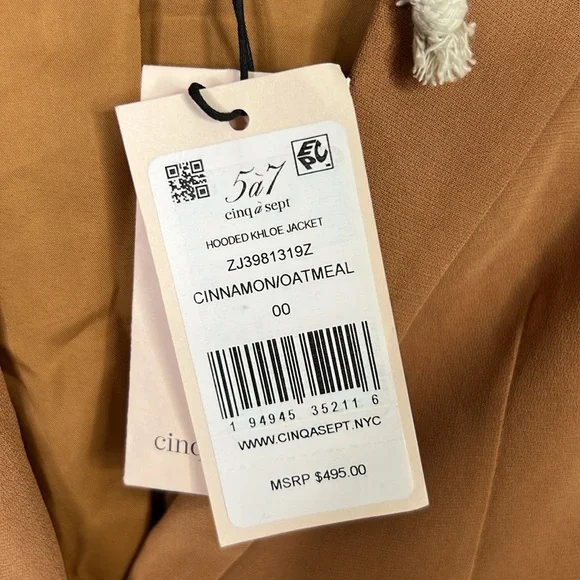 EPC
5à7
cinq à sept
HOODED KHLOE JACKET
ZJ3981319Z
CINNAMON/OATMEAL
00
1 94945 35211 6
WWW.CINQASEPT.NYC
MSRP $495.00
cinq